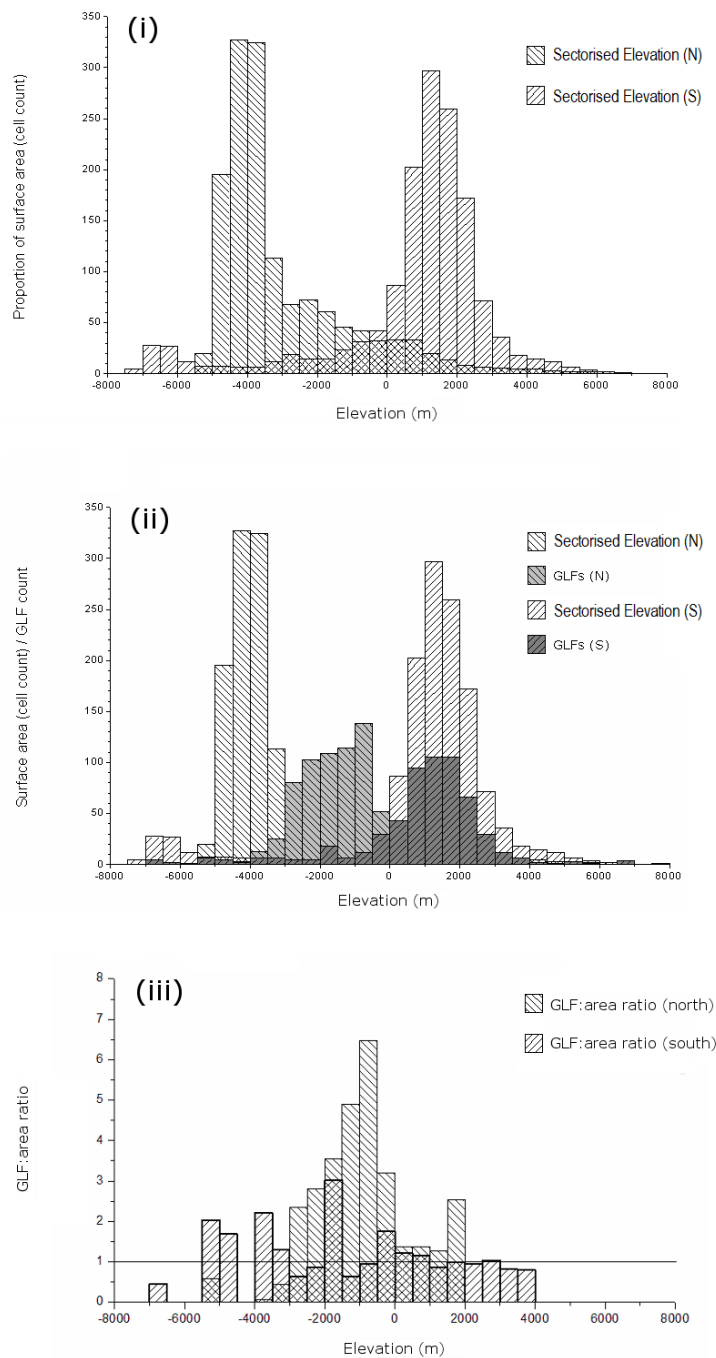 (i)
350
300
250
200
150
100
50
0
Proportion of surface area (cell count)
Sectorised Elevation (N)
Sectorised Elevation (S)
-8000 -6000 -4000 -2000 0 2000 4000 6000 8000
Elevation (m)
(ii)
350
300
250
200
150
100
50
0
Surface area (cell count) / GLF count
Sectorised Elevation (N)
GLFs (N)
Sectorised Elevation (S)
GLFs (S)
-8000 -6000 -4000 -2000 0 2000 4000 6000 8000
Elevation (m)
(iii)
8
7
6
5
4
3
2
1
0
GLF:area ratio
GLF:area ratio (north)
GLF:area ratio (south)
-8000 -6000 -4000 -2000 0 2000 4000 6000 8000
Elevation (m)